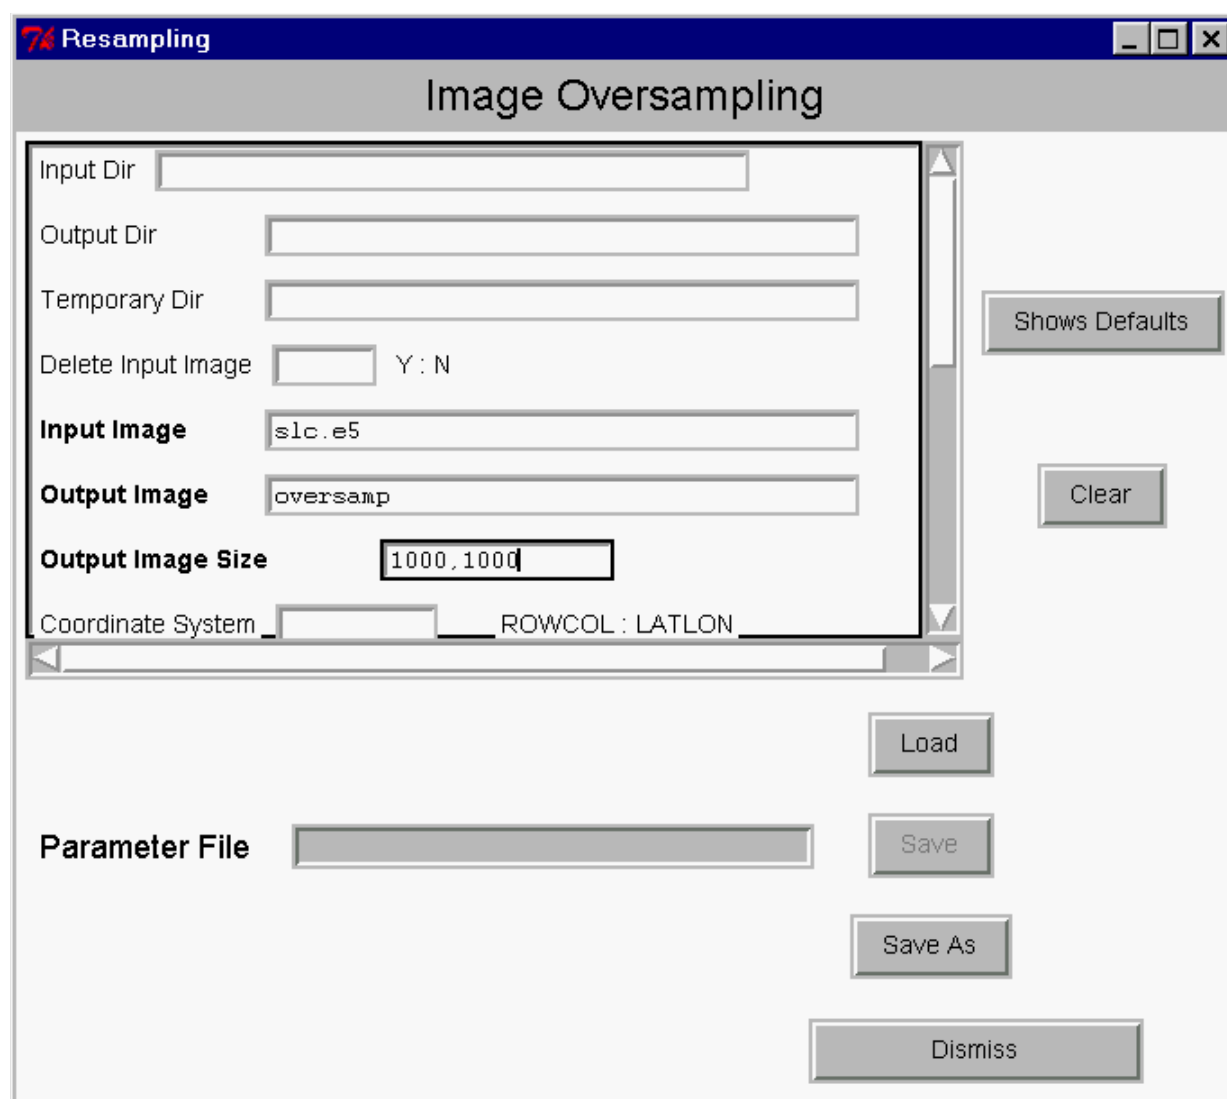 Resampling
Image Oversampling
Input Dir
Output Dir
Temporary Dir
Shows Defaults
Delete Input Image Y : N
Input Image slc.e5
Clear
Output Image oversamp
Output Image Size 1000,1000
Coordinate System ROWCOL : LATLON
Load
Parameter File
Save
Save As
Dismiss